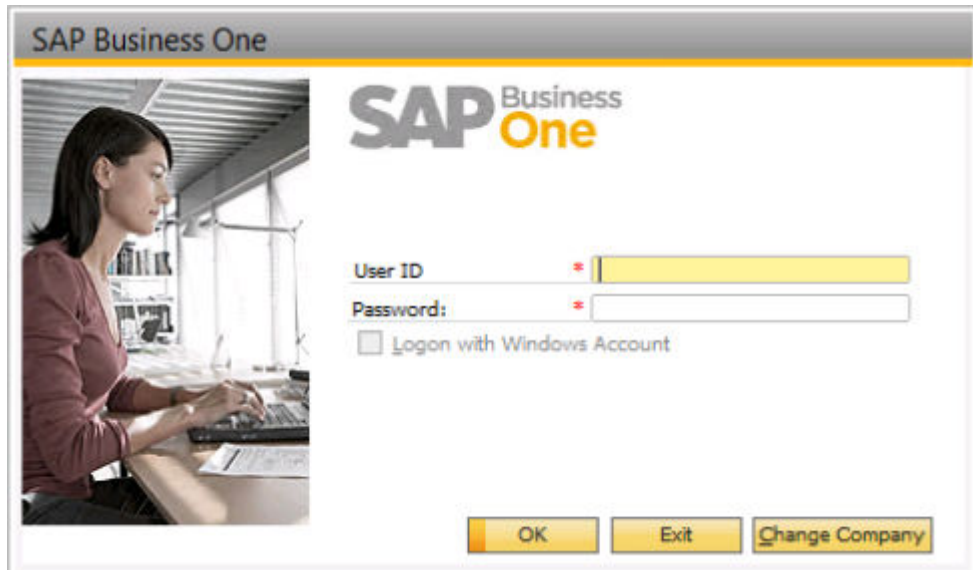 SAP Business One
SAP Business One
User ID *
Password: *
Logon with Windows Account
OK Exit Change Company